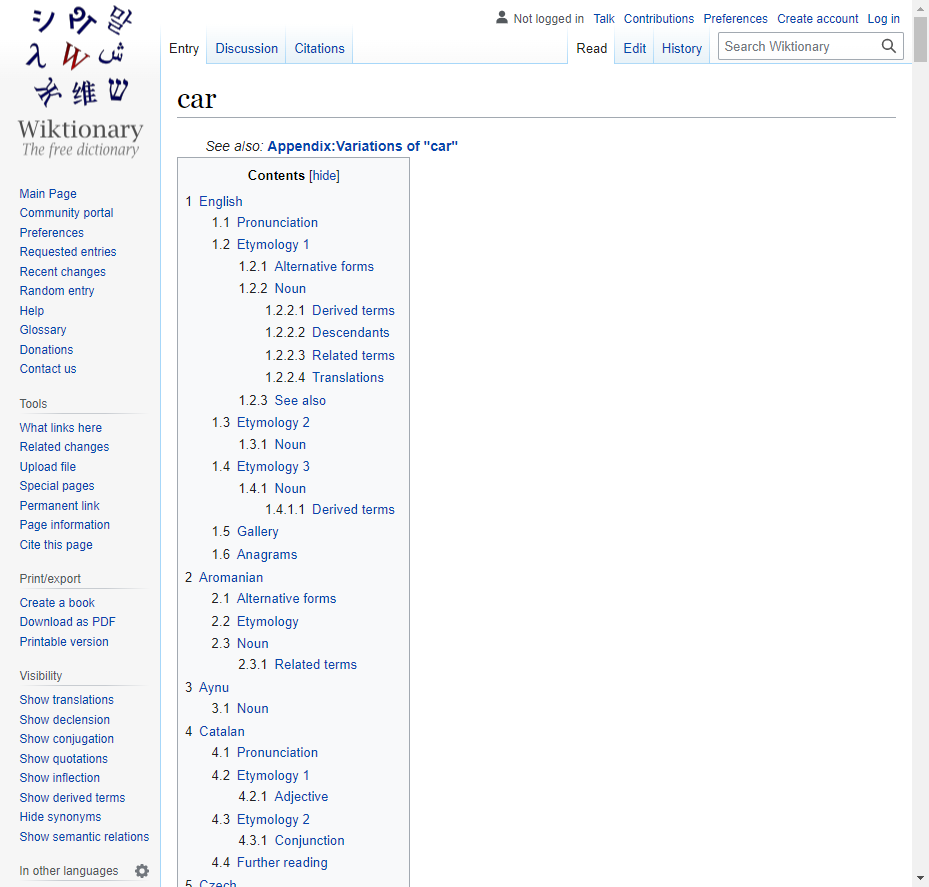 Not logged in Talk Contributions Preferences Create account Log in
Entry Discussion Citations Read Edit History Search Wiktionary
シ 말
λ W ش
维 ש
Wiktionary
The free dictionary
Main Page
Community portal
Preferences
Requested entries
Recent changes
Random entry
Help
Glossary
Donations
Contact us
Tools
What links here
Related changes
Upload file
Special pages
Permanent link
Page information
Cite this page
Print/export
Create a book
Download as PDF
Printable version
Visibility
Show translations
Show declension
Show conjugation
Show quotations
Show inflection
Show derived terms
Hide synonyms
Show semantic relations
In other languages
car
See also: Appendix:Variations of "car"
Contents [hide]
1 English
1.1 Pronunciation
1.2 Etymology 1
1.2.1 Alternative forms
1.2.2 Noun
1.2.2.1 Derived terms
1.2.2.2 Descendants
1.2.2.3 Related terms
1.2.2.4 Translations
1.2.3 See also
1.3 Etymology 2
1.3.1 Noun
1.4 Etymology 3
1.4.1 Noun
1.4.1.1 Derived terms
1.5 Gallery
1.6 Anagrams
2 Aromanian
2.1 Alternative forms
2.2 Etymology
2.3 Noun
2.3.1 Related terms
3 Aynu
3.1 Noun
4 Catalan
4.1 Pronunciation
4.2 Etymology 1
4.2.1 Adjective
4.3 Etymology 2
4.3.1 Conjunction
4.4 Further reading
5 Czech